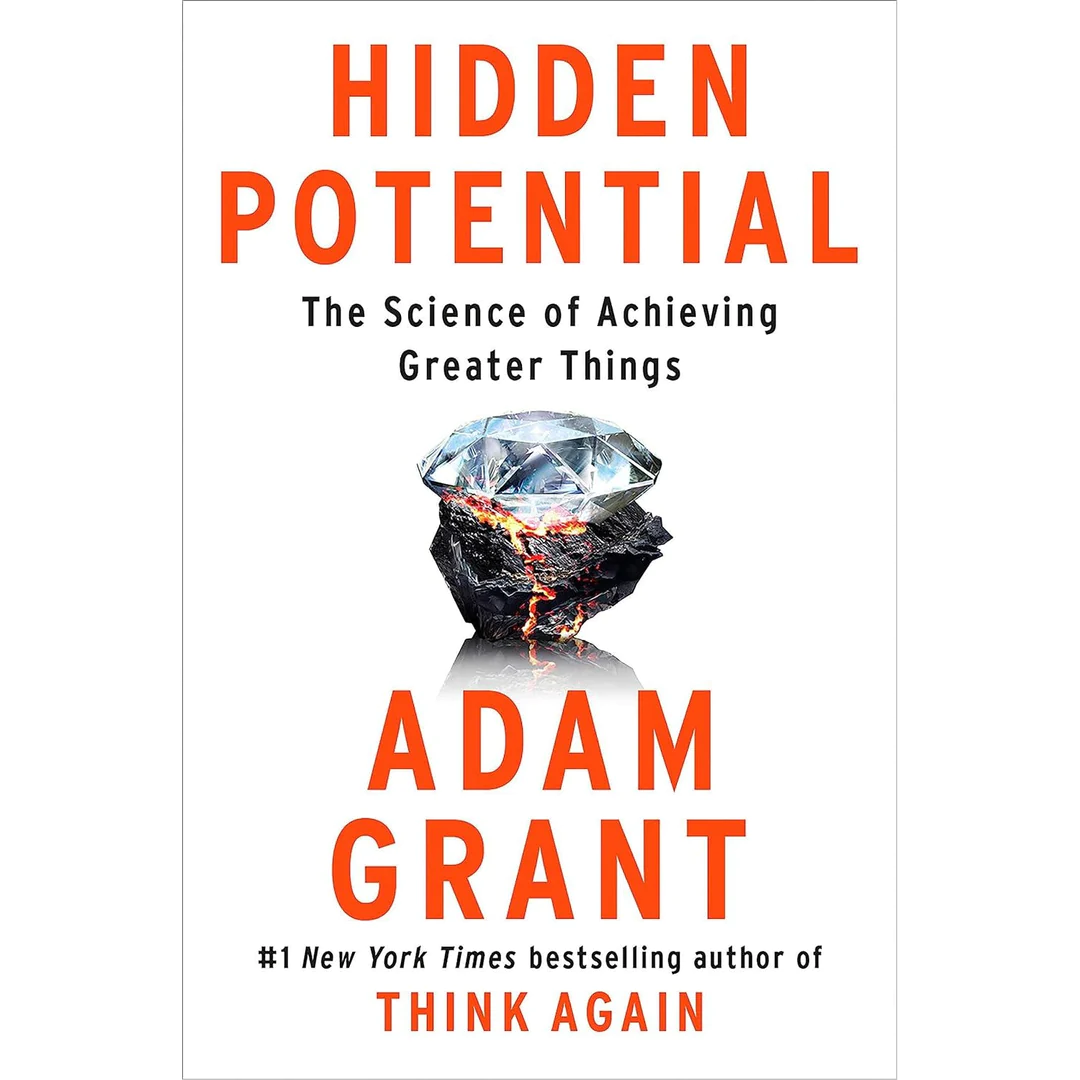 HIDDEN
POTENTIAL
The Science of Achieving
Greater Things
ADAM
GRANT
#1 New York Times bestselling author of
THINK AGAIN